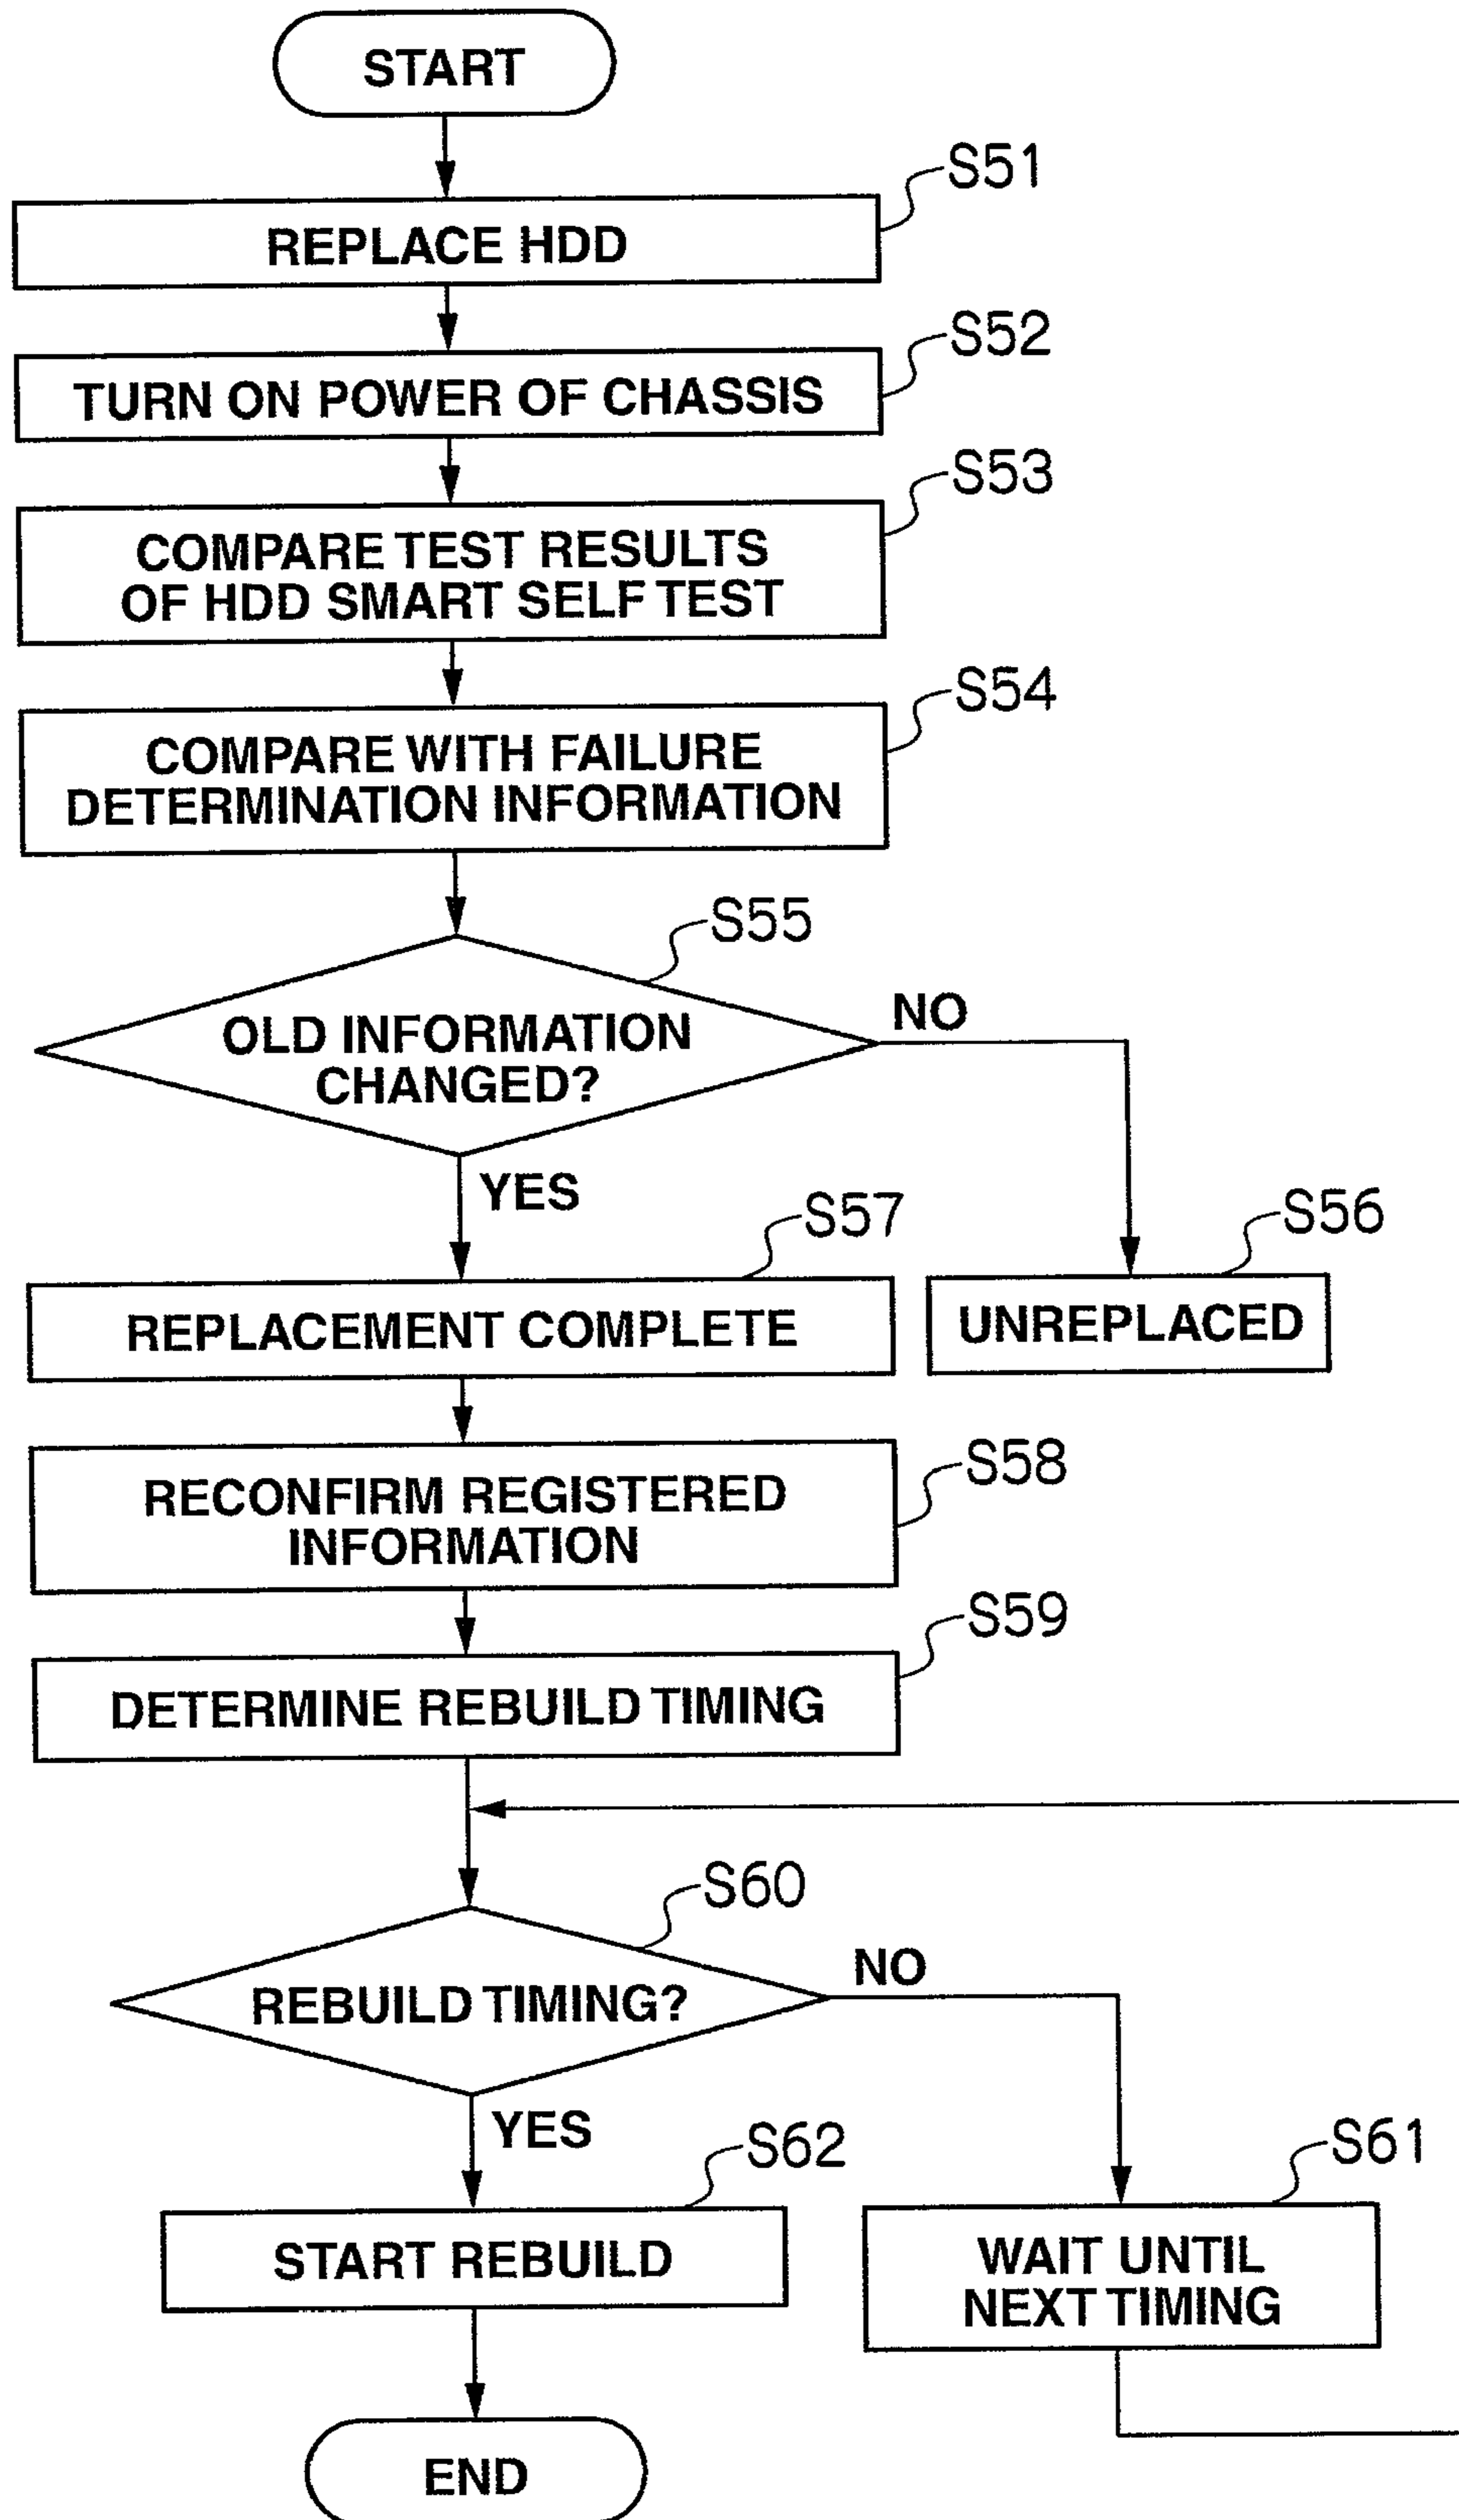 START
S51
REPLACE HDD
S52
TURN ON POWER OF CHASSIS
S53
COMPARE TEST RESULTS
OF HDD SMART SELF TEST
S54
COMPARE WITH FAILURE
DETERMINATION INFORMATION
S55
OLD INFORMATION
CHANGED?
NO
YES
S57
REPLACEMENT COMPLETE
S56
UNREPLACED
S58
RECONFIRM REGISTERED
INFORMATION
S59
DETERMINE REBUILD TIMING
S60
REBUILD TIMING?
NO
YES
S62
START REBUILD
S61
WAIT UNTIL
NEXT TIMING
END